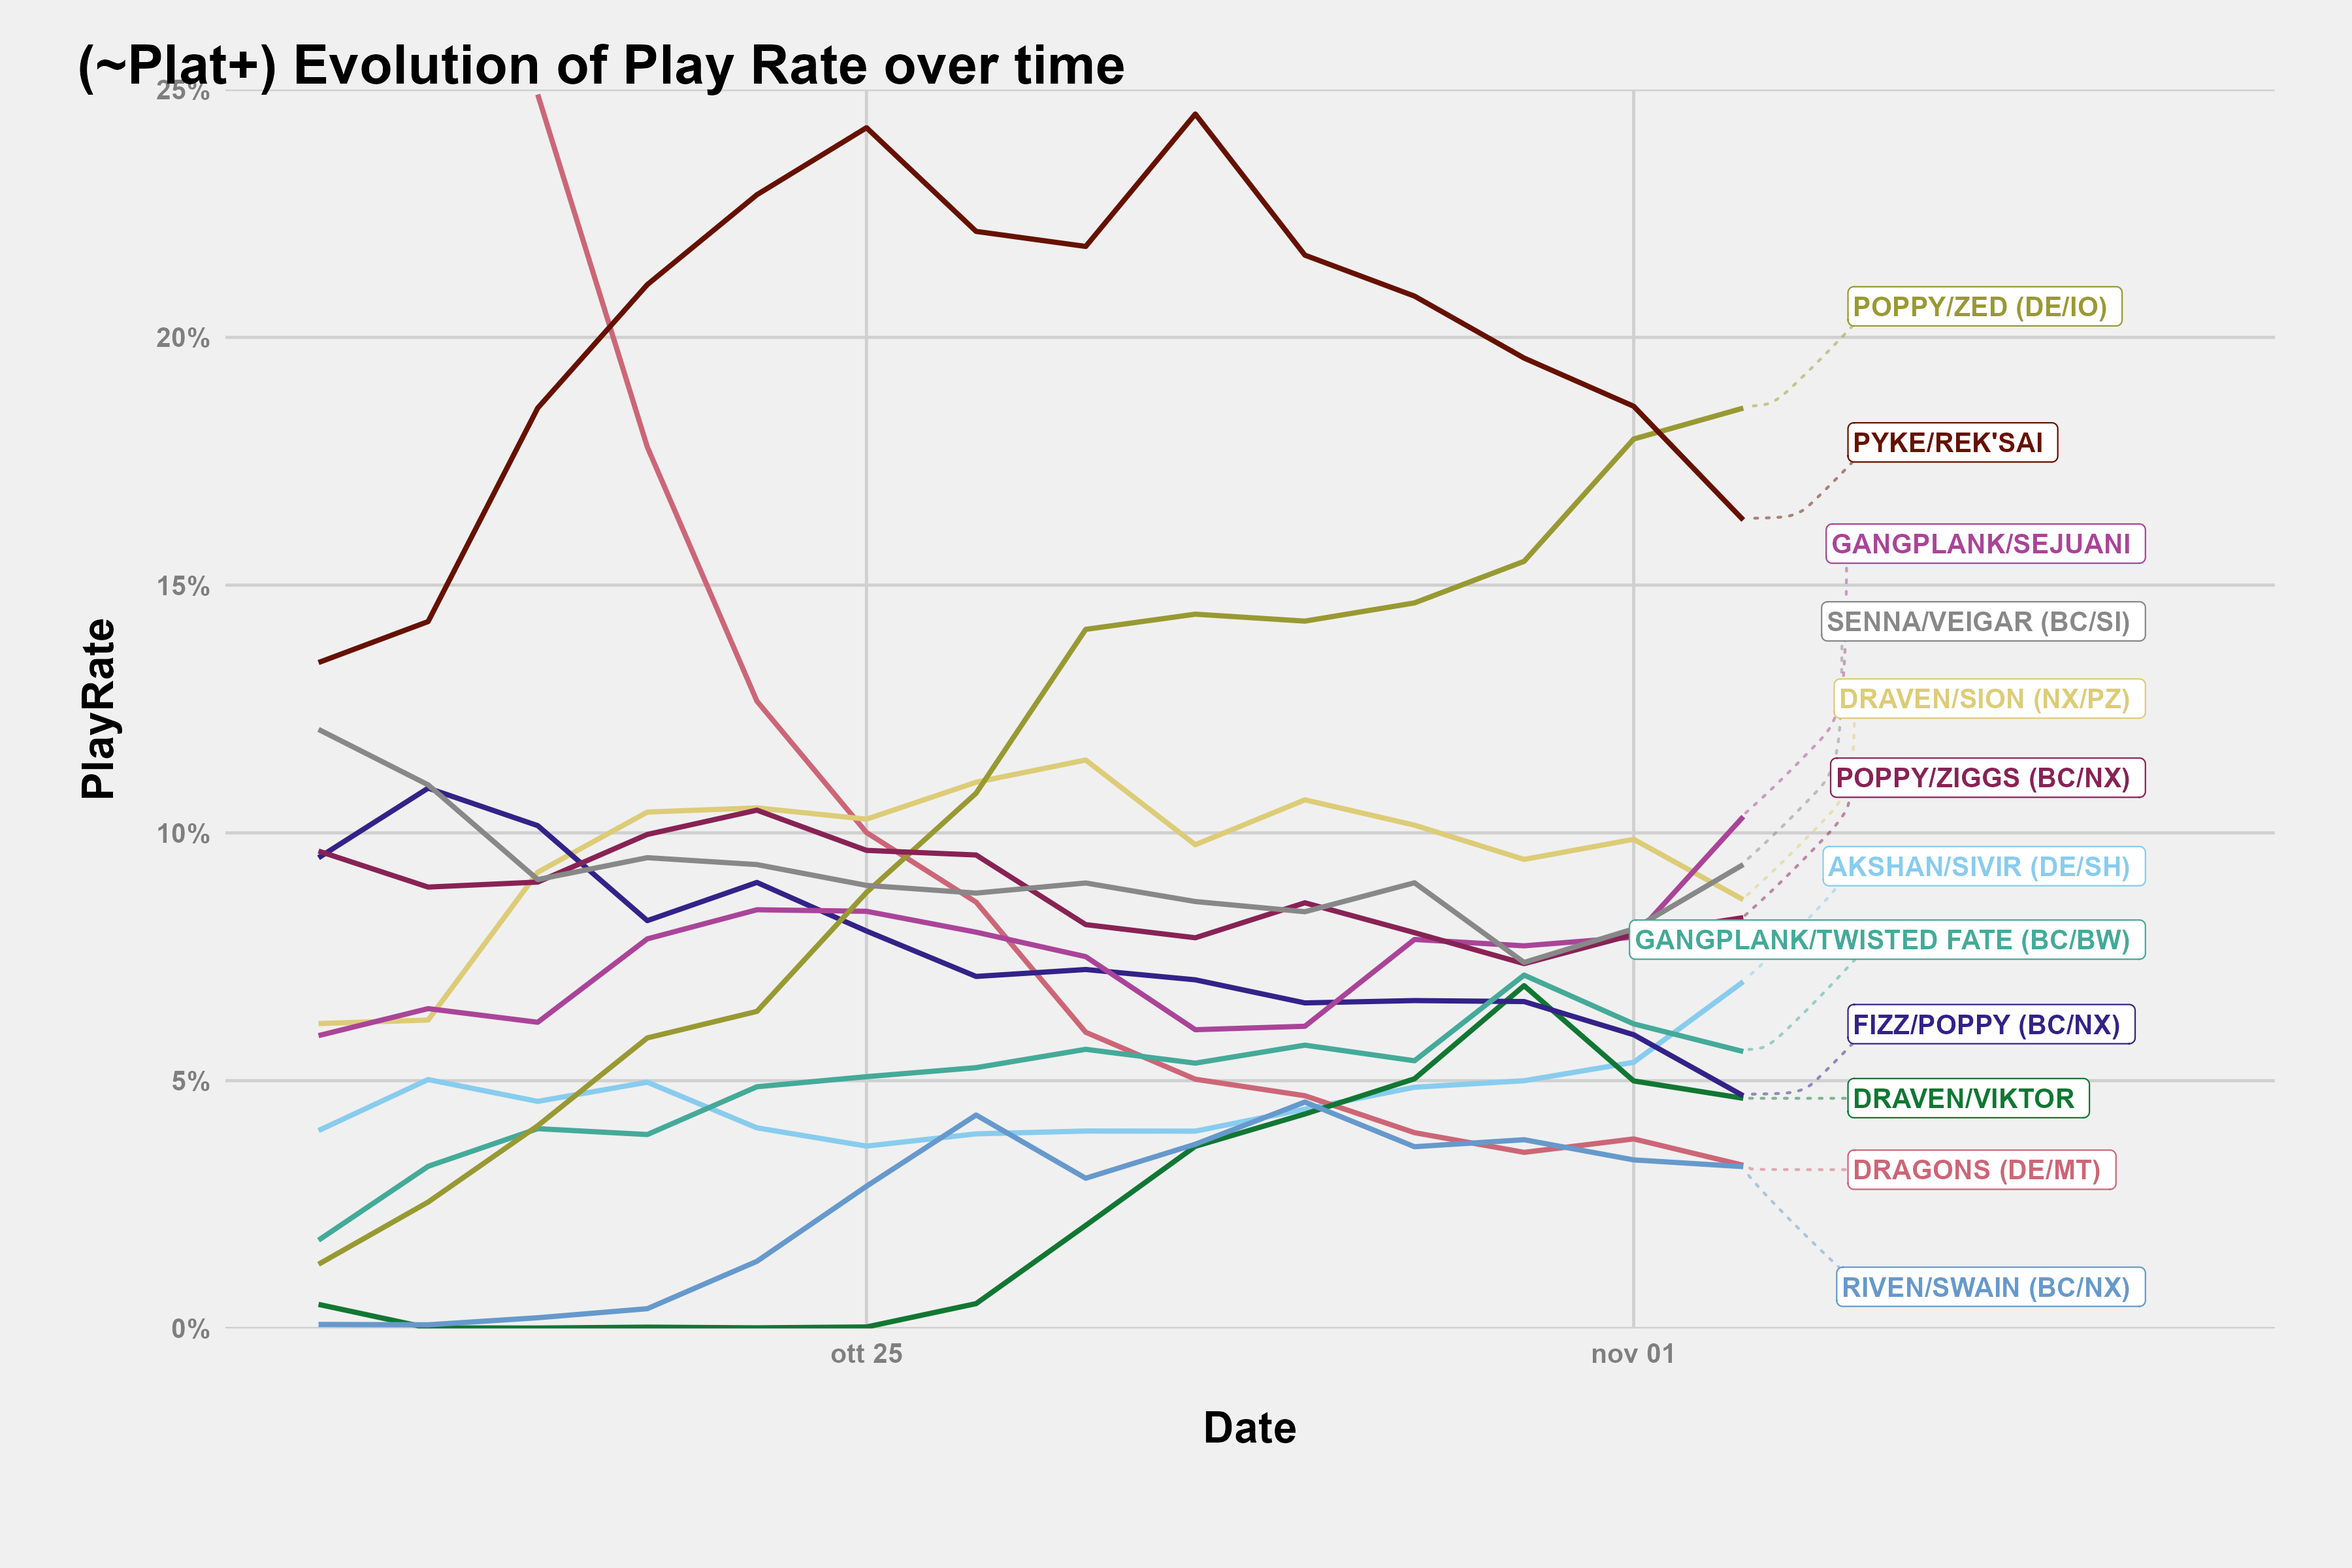 (~Plat+) Evolution of Play Rate over time
25%
20%
15%
10%
5%
0%
PlayRate
POPPY/ZED (DE/IO)
PYKE/REK'SAI
GANGPLANK/SEJUANI
SENNA/VEIGAR (BC/SI)
DRAVEN/SION (NX/PZ)
POPPY/ZIGGS (BC/NX)
AKSHAN/SIVIR (DE/SH)
GANGPLANK/TWISTED FATE (BC/BW)
FIZZ/POPPY (BC/NX)
DRAVEN/VIKTOR
DRAGONS (DE/MT)
RIVEN/SWAIN (BC/NX)
ott 25
nov 01
Date